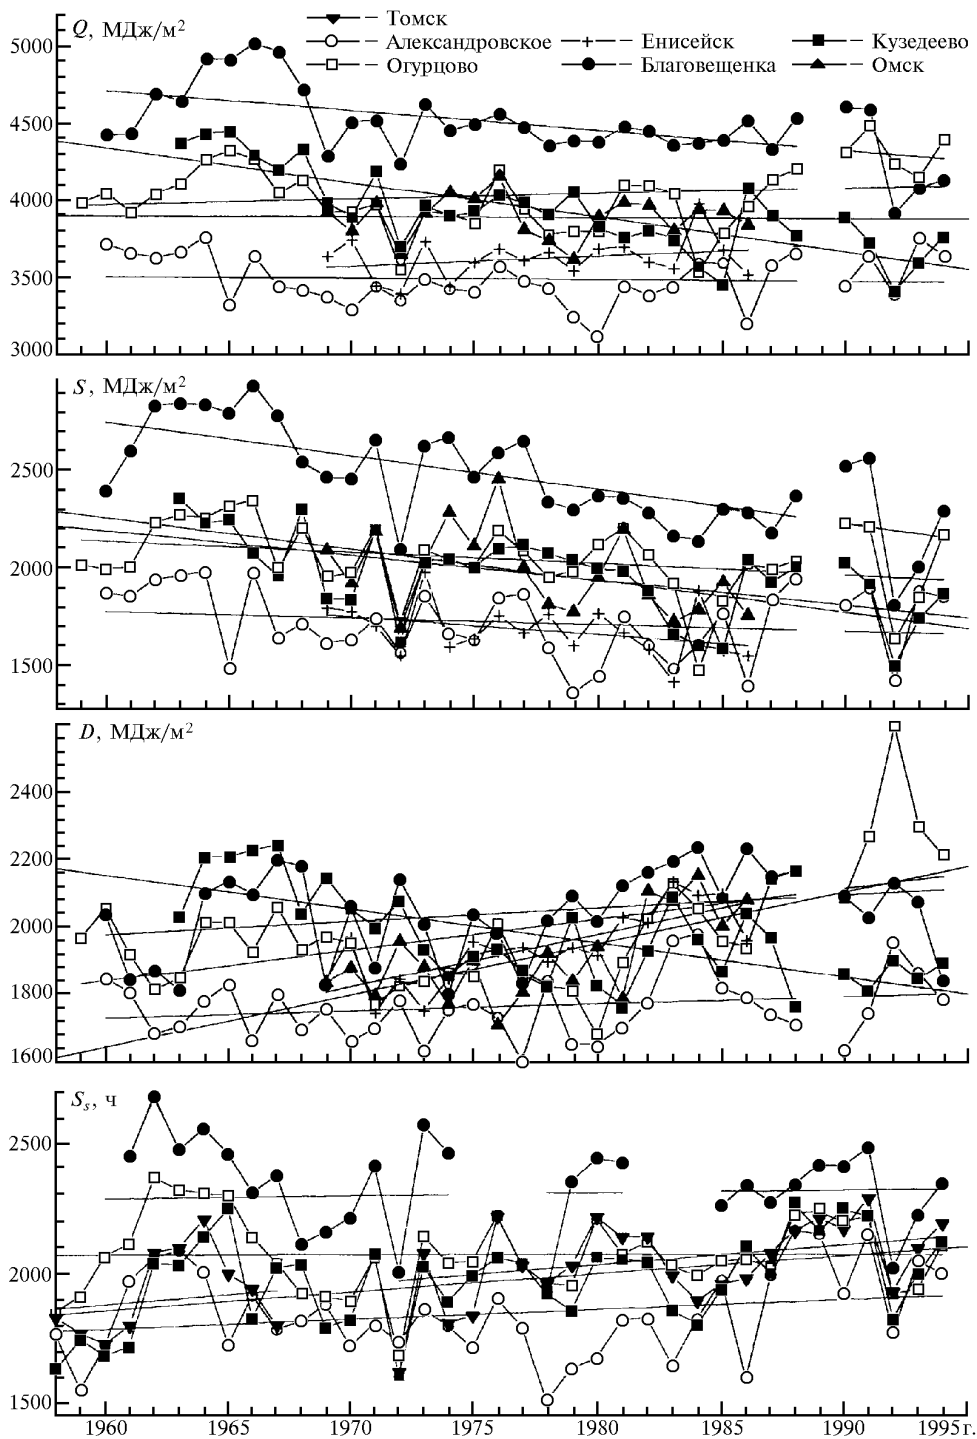 Q, МДж/м²
Томск
Александровское
Енисейск
Кузедеево
Огурцово
Благовещенка
Омск
5000
4500
4000
3500
3000
S, МДж/м²
2500
2000
1500
D, МДж/м²
2400
2200
2000
1800
1600
Sₛ, ч
2500
2000
1500
1960 1965 1970 1975 1980 1985 1990 1995 г.